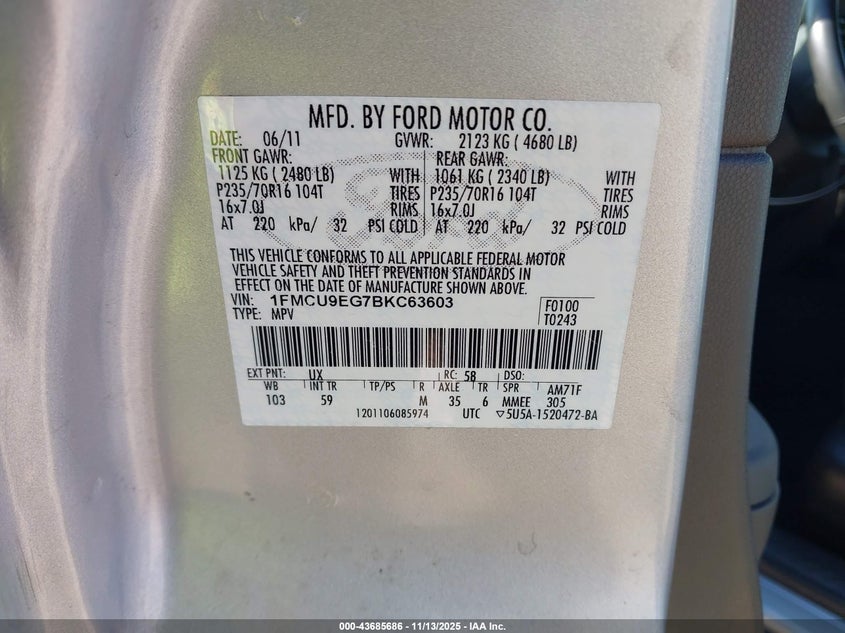 MFD. BY FORD MOTOR CO.
DATE: 06/11 GVWR: 2123 KG ( 4680 LB)
FRONT GAWR: REAR GAWR:
1125 KG ( 2480 LB) WITH 1061 KG ( 2340 LB) WITH
P235/70R16 104T TIRES P235/70R16 104T TIRES
16x7.0J RIMS 16x7.0J RIMS
AT 220 kPa/ 32 PSI COLD AT 220 kPa/ 32 PSI COLD
THIS VEHICLE CONFORMS TO ALL APPLICABLE FEDERAL MOTOR
VEHICLE SAFETY AND THEFT PREVENTION STANDARDS IN
EFFECT ON THE DATE OF MANUFACTURE SHOWN ABOVE.
VIN: 1FMCU9EG7BKC63603 F0100
TYPE: MPV T0243
EXT PNT: UX RC: 58 DSO:
WB INT TR TP/PS R AXLE TR SPR AM71F
103 59 M 35 6 MMEE 305
1201106085974 UTC ▽5U5A-1520472-BA
000-43685686 - 11/13/2025 - IAA Inc.